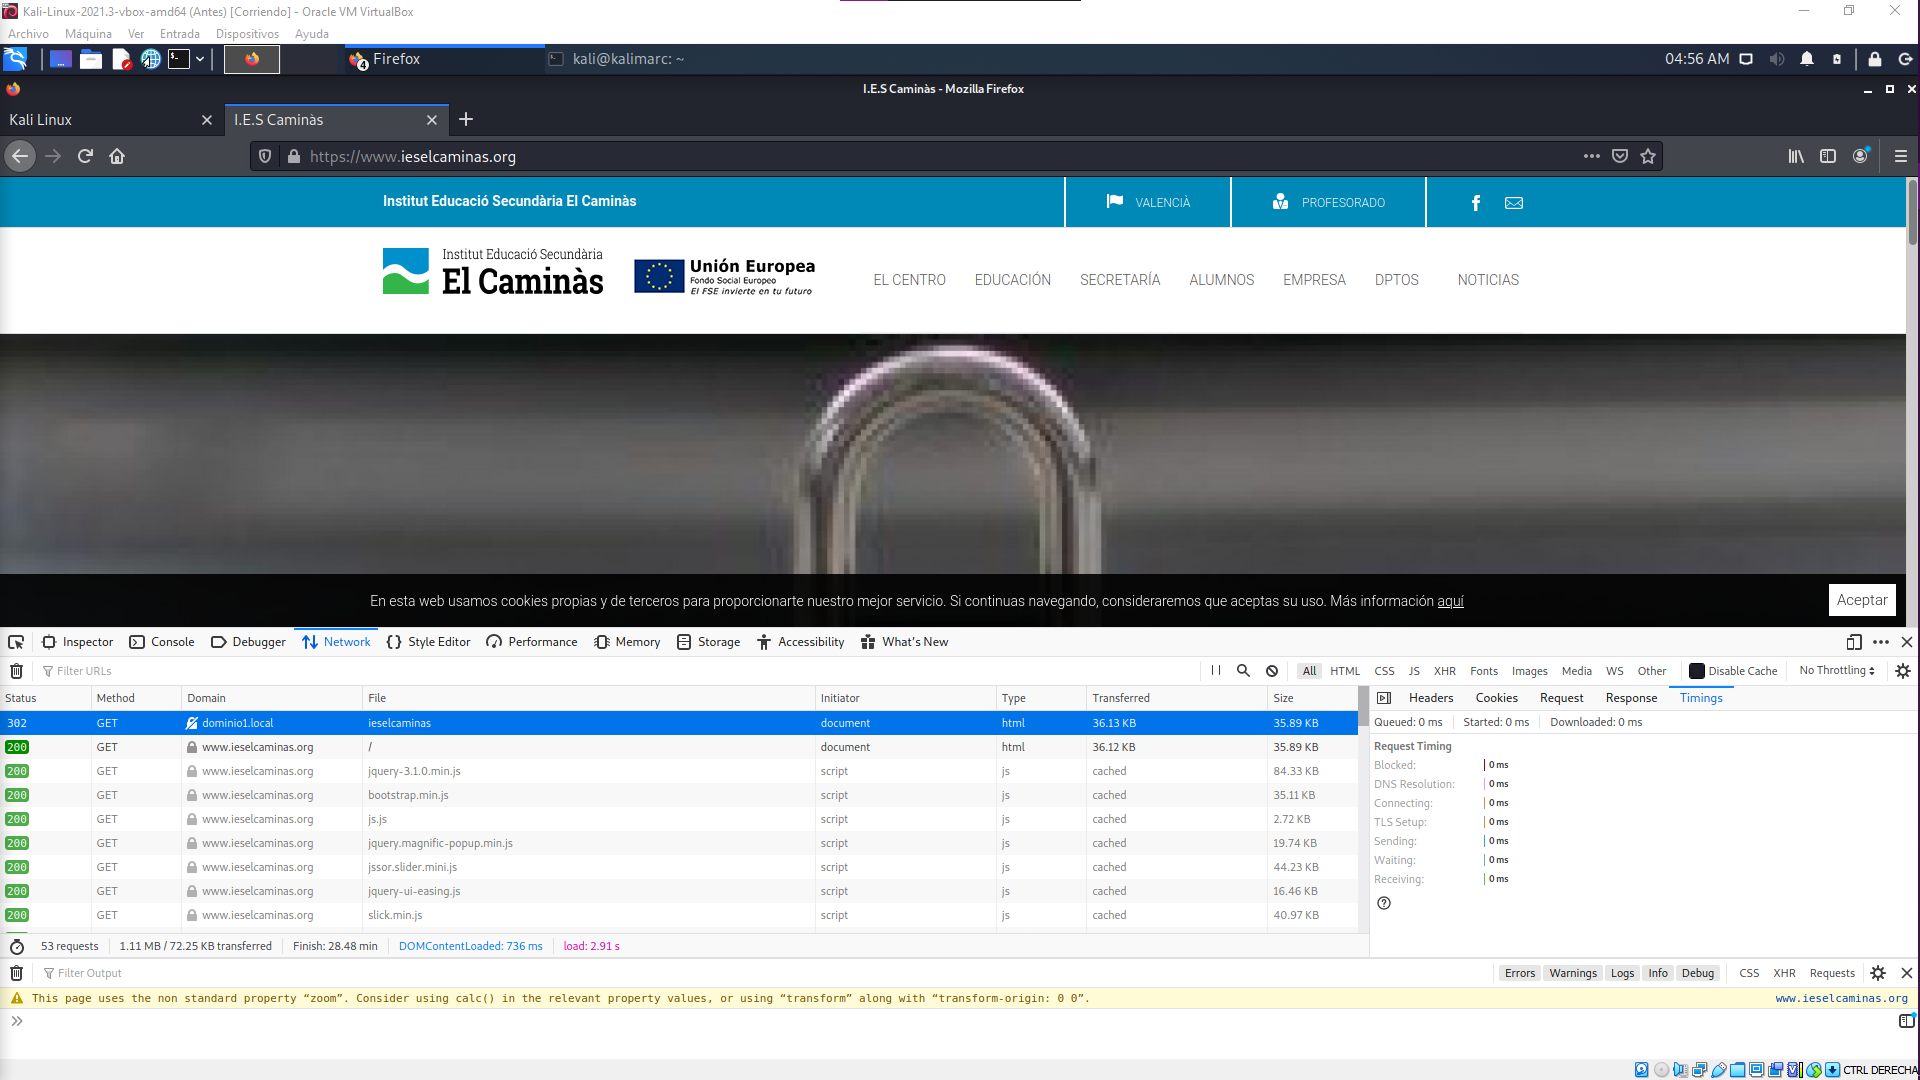 Kali-Linux-2021.3-vbox-amd64 (Antes) [Corriendo] - Oracle VM VirtualBox
Archivo Máquina Ver Entrada Dispositivos Ayuda
4 Firefox kali@kalimarc: ~ 04:56 AM
I.E.S Caminàs - Mozilla Firefox
Kali Linux I.E.S Caminàs
https://www.ieselcaminas.org
Institut Educació Secundària El Caminàs VALENCIÀ PROFESORADO
Institut Educació Secundària
El Caminàs
Unión Europea
Fondo Social Europeo
El FSE invierte en tu futuro
EL CENTRO EDUCACIÓN SECRETARÍA ALUMNOS EMPRESA DPTOS NOTICIAS
En esta web usamos cookies propias y de terceros para proporcionarte nuestro mejor servicio. Si continuas navegando, consideraremos que aceptas su uso. Más información aquí Aceptar
Inspector Console Debugger Network Style Editor Performance Memory Storage Accessibility What's New
Filter URLs All HTML CSS JS XHR Fonts Images Media WS Other Disable Cache No Throttling
Status Method Domain File Initiator Type Transferred Size
302 GET dominio1.local ieselcaminas document html 36.13 KB 35.89 KB
200 GET www.ieselcaminas.org / document html 36.12 KB 35.89 KB
200 GET www.ieselcaminas.org jquery-3.1.0.min.js script js cached 84.33 KB
200 GET www.ieselcaminas.org bootstrap.min.js script js cached 35.11 KB
200 GET www.ieselcaminas.org js.js script js cached 2.72 KB
200 GET www.ieselcaminas.org jquery.magnific-popup.min.js script js cached 19.74 KB
200 GET www.ieselcaminas.org jssor.slider.mini.js script js cached 44.23 KB
200 GET www.ieselcaminas.org jquery-ui-easing.js script js cached 16.46 KB
200 GET www.ieselcaminas.org slick.min.js script js cached 40.97 KB
53 requests 1.11 MB / 72.25 KB transferred Finish: 28.48 min DOMContentLoaded: 736 ms load: 2.91 s
Headers Cookies Request Response Timings
Queued: 0 ms Started: 0 ms Downloaded: 0 ms
Request Timing
Blocked: 0 ms
DNS Resolution: 0 ms
Connecting: 0 ms
TLS Setup: 0 ms
Sending: 0 ms
Waiting: 0 ms
Receiving: 0 ms
Filter Output Errors Warnings Logs Info Debug CSS XHR Requests
This page uses the non standard property “zoom”. Consider using calc() in the relevant property values, or using “transform” along with “transform-origin: 0 0”. www.ieselcaminas.org
CTRL DERECHA